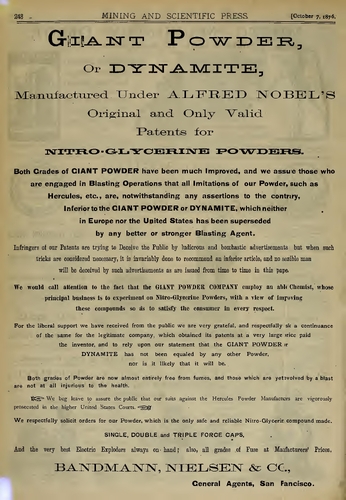 248
MINING AND SCIENTIFIC PRESS.
[October 7, 1876.
GIANT POWDER,
Or DYNAMITE,
Manufactured Under ALFRED NOBEL'S
Original and Only Valid
Patents for
NITRO-GLYCERINE POWDERS.
Both Grades of GIANT POWDER have been much Improved, and we assure those who
are engaged in Blasting Operations that all Imitations of our Powder, such as
Hercules, etc., are, notwithstanding any assertions to the contrary,
Inferior to the GIANT POWDER or DYNAMITE, which neither
in Europe nor the United States has been superseded
by any better or stronger Blasting Agent.
Infringers of our Patents are trying to Deceive the Public by ludicrous and bombastic advertisements but when such
tricks are considered necessary, it is invariably done to recommend an inferior article, and no sensible man
will be deceived by such advertisements as are issued from time to time in this page.
We would call attention to the fact that the GIANT POWDER COMPANY employ an able Chemist, whose
principal business is to experiment on Nitro-Glycerine Powders, with a view of improving
these compounds so as to satisfy the consumer in every respect.
For the liberal support we have received from the public we are very grateful, and respectfully ask a continuance
of the same for the legitimate company, which obtained its patents at a very large price paid
the inventor, and to rely upon our statement that the GIANT POWDER or
DYNAMITE has not been equaled by any other Powder,
nor is it likely that it will be.
Both grades of Powder are now almost entirely free from fumes, and those which are yet evolved by a blast
are not at all injurious to the health.
We beg leave to assure the public that our suits against the Hercules Powder Manufacturers are vigorously
prosecuted in the higher United States Courts.
We respectfully solicit orders for our Powder, which is the only safe and reliable Nitro-Glycerine compound made.
SINGLE, DOUBLE and TRIPLE FORCE CAPS,
And the very best Electric Exploders always on hand; also, all grades of Fuse at Manufacturers' Prices.
BANDMANN, NIELSEN & CO.,
General Agents, San Francisco.